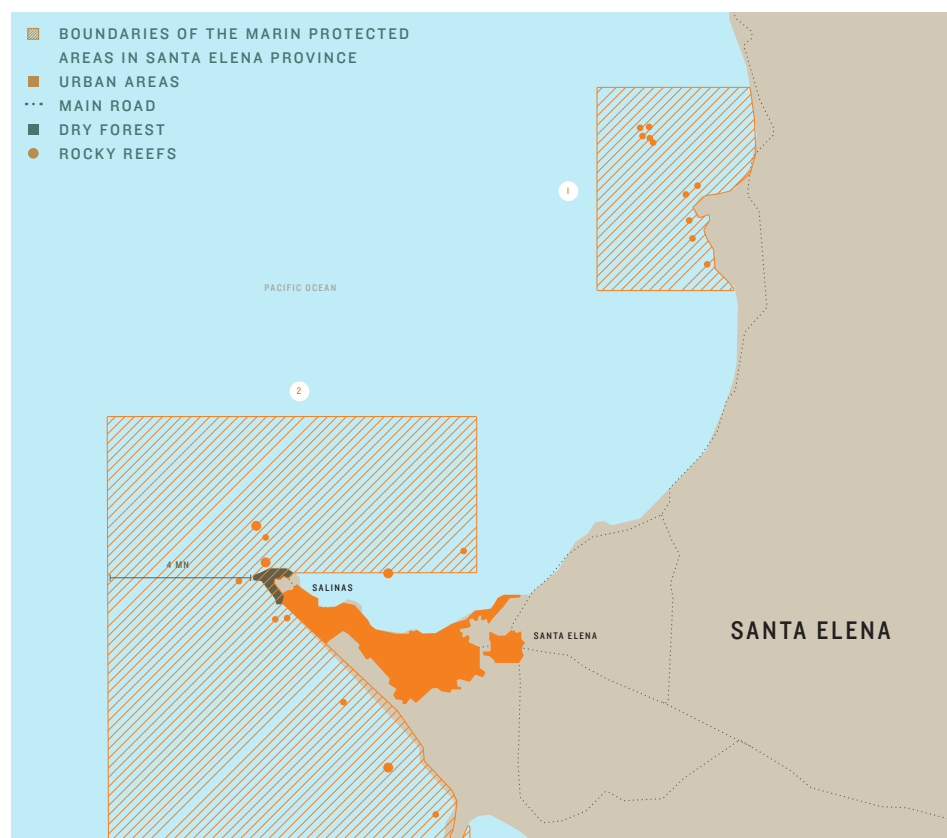 BOUNDARIES OF THE MARIN PROTECTED
AREAS IN SANTA ELENA PROVINCE
URBAN AREAS
MAIN ROAD
DRY FOREST
ROCKY REEFS
1
PACIFIC OCEAN
2
4 MN
SALINAS
SANTA ELENA
SANTA ELENA